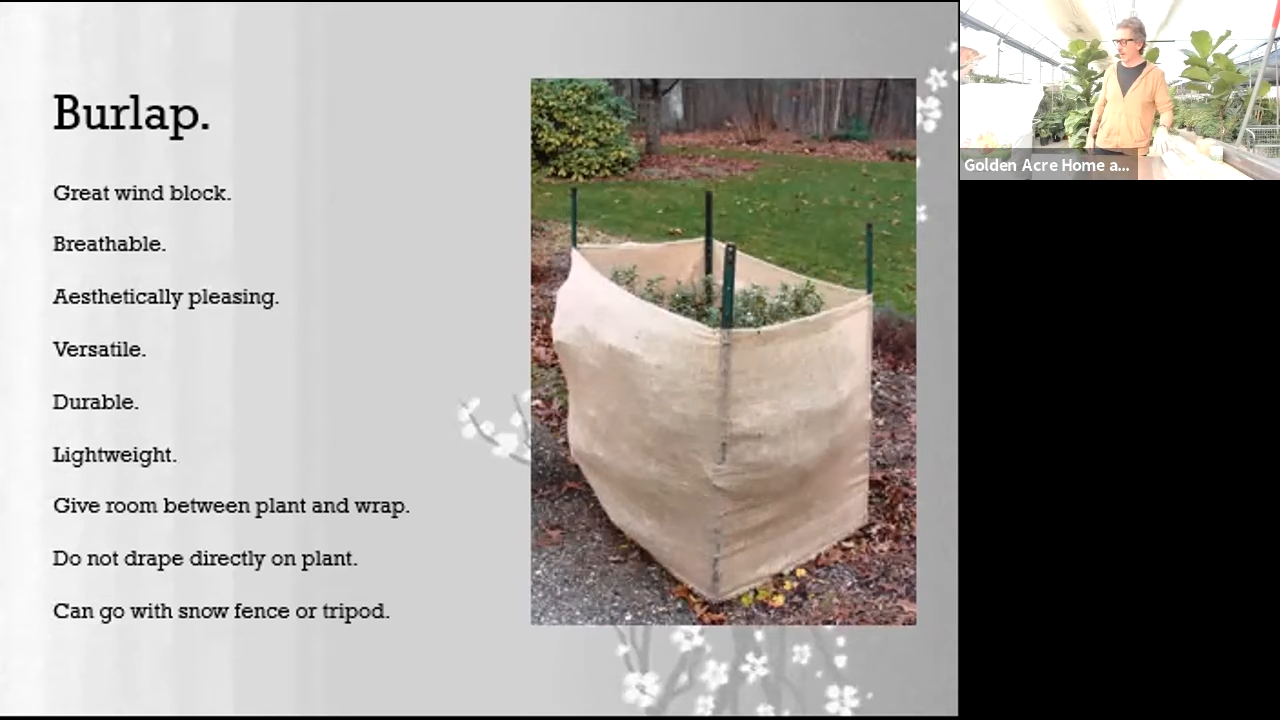 Burlap.
Great wind block.
Breathable.
Aesthetically pleasing.
Versatile.
Durable.
Lightweight.
Give room between plant and wrap.
Do not drape directly on plant.
Can go with snow fence or tripod.
Golden Acre Home a...